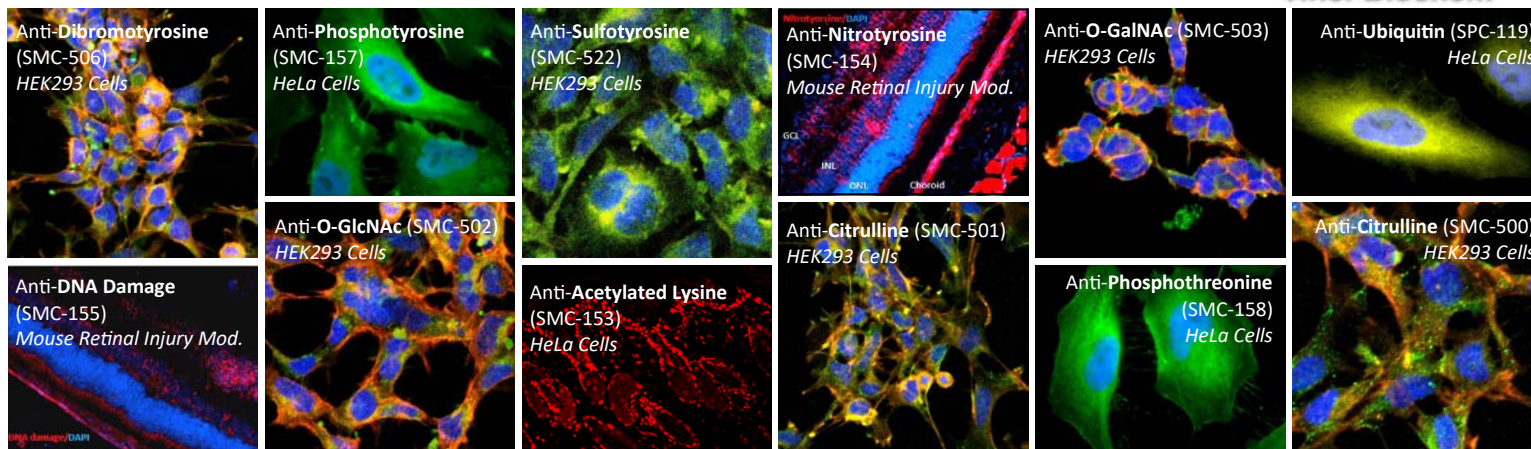 Anti-Dibromotyrosine
(SMC-506)
HEK293 Cells
Anti-Phosphotyrosine
(SMC-157)
HeLa Cells
Anti-Sulfotyrosine
(SMC-522)
HEK293 Cells
Nitrotyorsine/DAPI
Anti-Nitrotyrosine
(SMC-154)
Mouse Retinal Injury Mod.
GCL
INL
ONL
Choroid
Anti-O-GalNAc (SMC-503)
HEK293 Cells
Anti-Ubiquitin (SPC-119)
HeLa Cells
Anti-DNA Damage
(SMC-155)
Mouse Retinal Injury Mod.
DNA damage/DAPI
Anti-O-GlcNAc (SMC-502)
HEK293 Cells
Anti-Acetylated Lysine
(SMC-153)
HeLa Cells
Anti-Citrulline (SMC-501)
HEK293 Cells
Anti-Phosphothreonine
(SMC-158)
HeLa Cells
Anti-Citrulline (SMC-500)
HEK293 Cells